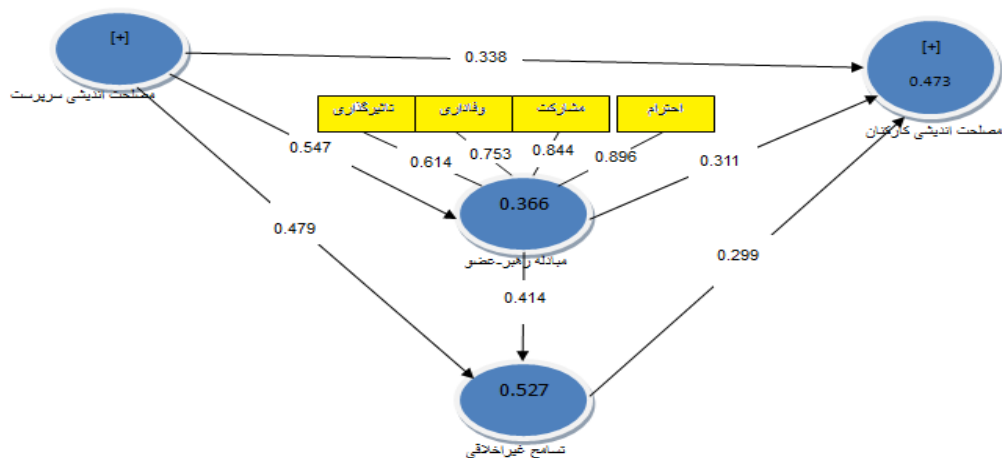 [+]
[+]
0.338
0.473
مصلحت اندیشی سرپرست
تاثیرگذاری
وفاداری
مشارکت
احترام
مصلحت اندیشی کارکنان
0.547
0.614
0.753
0.844
0.896
0.311
0.366
0.479
مبادله رهبر-عضو
0.299
0.414
0.527
تسامح غیراخلاقی